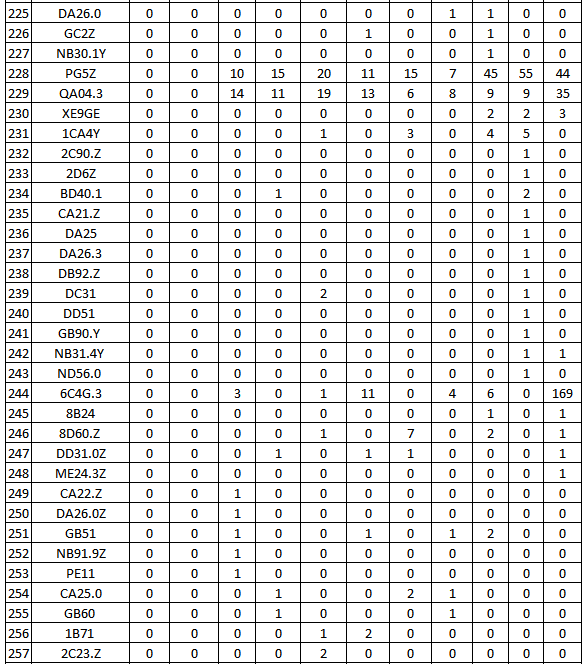 225 DA26.0 0 0 0 0 0 0 0 1 1 0 0
226 GC2Z 0 0 0 0 0 1 0 0 1 0 0
227 NB30.1Y 0 0 0 0 0 0 0 0 1 0 0
228 PG5Z 0 0 10 15 20 11 15 7 45 55 44
229 QA04.3 0 0 14 11 19 13 6 8 9 9 35
230 XE9GE 0 0 0 0 0 0 0 0 2 2 3
231 1CA4Y 0 0 0 0 1 0 3 0 4 5 0
232 2C90.Z 0 0 0 0 0 0 0 0 0 1 0
233 2D6Z 0 0 0 0 0 0 0 0 0 1 0
234 BD40.1 0 0 0 1 0 0 0 0 0 2 0
235 CA21.Z 0 0 0 0 0 0 0 0 0 1 0
236 DA25 0 0 0 0 0 0 0 0 0 1 0
237 DA26.3 0 0 0 0 0 0 0 0 0 1 0
238 DB92.Z 0 0 0 0 0 0 0 0 0 1 0
239 DC31 0 0 0 0 2 0 0 0 0 1 0
240 DD51 0 0 0 0 0 0 0 0 0 1 0
241 GB90.Y 0 0 0 0 0 0 0 0 0 1 0
242 NB31.4Y 0 0 0 0 0 0 0 0 0 1 1
243 ND56.0 0 0 0 0 0 0 0 0 0 1 0
244 6C4G.3 0 0 3 0 1 11 0 4 6 0 169
245 8B24 0 0 0 0 0 0 0 0 1 0 1
246 8D60.Z 0 0 0 0 1 0 7 0 2 0 1
247 DD31.0Z 0 0 0 1 0 1 1 0 0 0 1
248 ME24.3Z 0 0 0 0 0 0 0 0 0 0 1
249 CA22.Z 0 0 1 0 0 0 0 0 0 0 0
250 DA26.0Z 0 0 1 0 0 0 0 0 0 0 0
251 GB51 0 0 1 0 0 1 0 1 2 0 0
252 NB91.9Z 0 0 1 0 0 0 0 0 0 0 0
253 PE11 0 0 1 0 0 0 0 0 0 0 0
254 CA25.0 0 0 0 1 0 0 2 1 0 0 0
255 GB60 0 0 0 1 0 0 0 1 0 0 0
256 1B71 0 0 0 0 1 2 0 0 0 0 0
257 2C23.Z 0 0 0 0 2 0 0 0 0 0 0